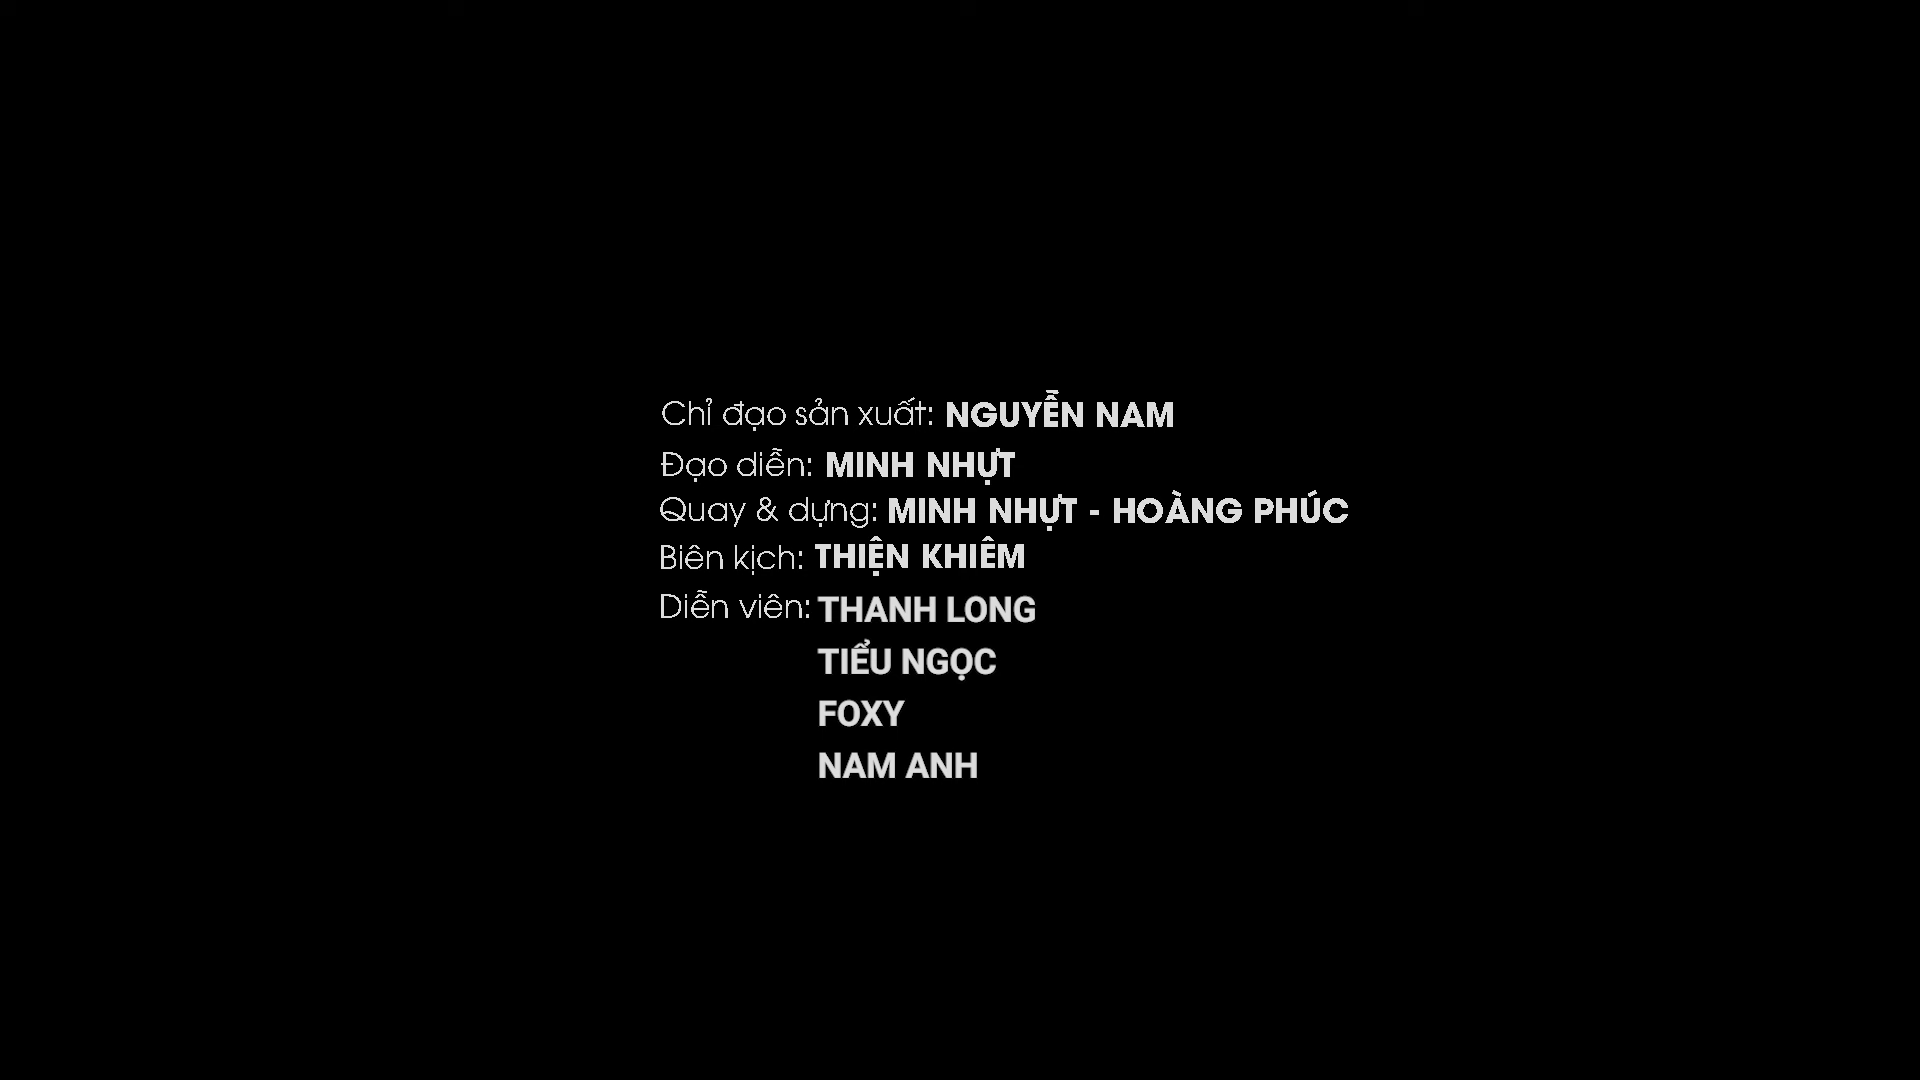 Chỉ đạo sản xuất: NGUYỄN NAM
Đạo diễn: MINH NHỰT
Quay & dựng: MINH NHỰT - HOÀNG PHÚC
Biên kịch: THIỆN KHIÊM
Diễn viên: THANH LONG
TIỂU NGỌC
FOXY
NAM ANH